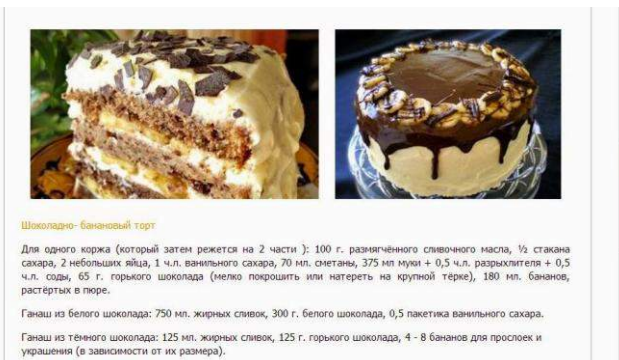 Шоколадно- банановый торт
Для одного коржа (который затем режется на 2 части ): 100 г. размягчённого сливочного масла, ½ стакана
сахара, 2 небольших яйца, 1 ч.л. ванильного сахара, 70 мл. сметаны, 375 мл муки + 0,5 ч.л. разрыхлителя + 0,5
ч.л. соды, 65 г. горького шоколада (мелко покрошить или натереть на крупной тёрке), 180 мл. бананов,
растёртых в пюре.
Ганаш из белого шоколада: 750 мл. жирных сливок, 300 г. белого шоколада, 0,5 пакетика ванильного сахара.
Ганаш из тёмного шоколада: 125 мл. жирных сливок, 125 г. горького шоколада, 4 - 8 бананов для прослоек и
украшения (в зависимости от их размера).